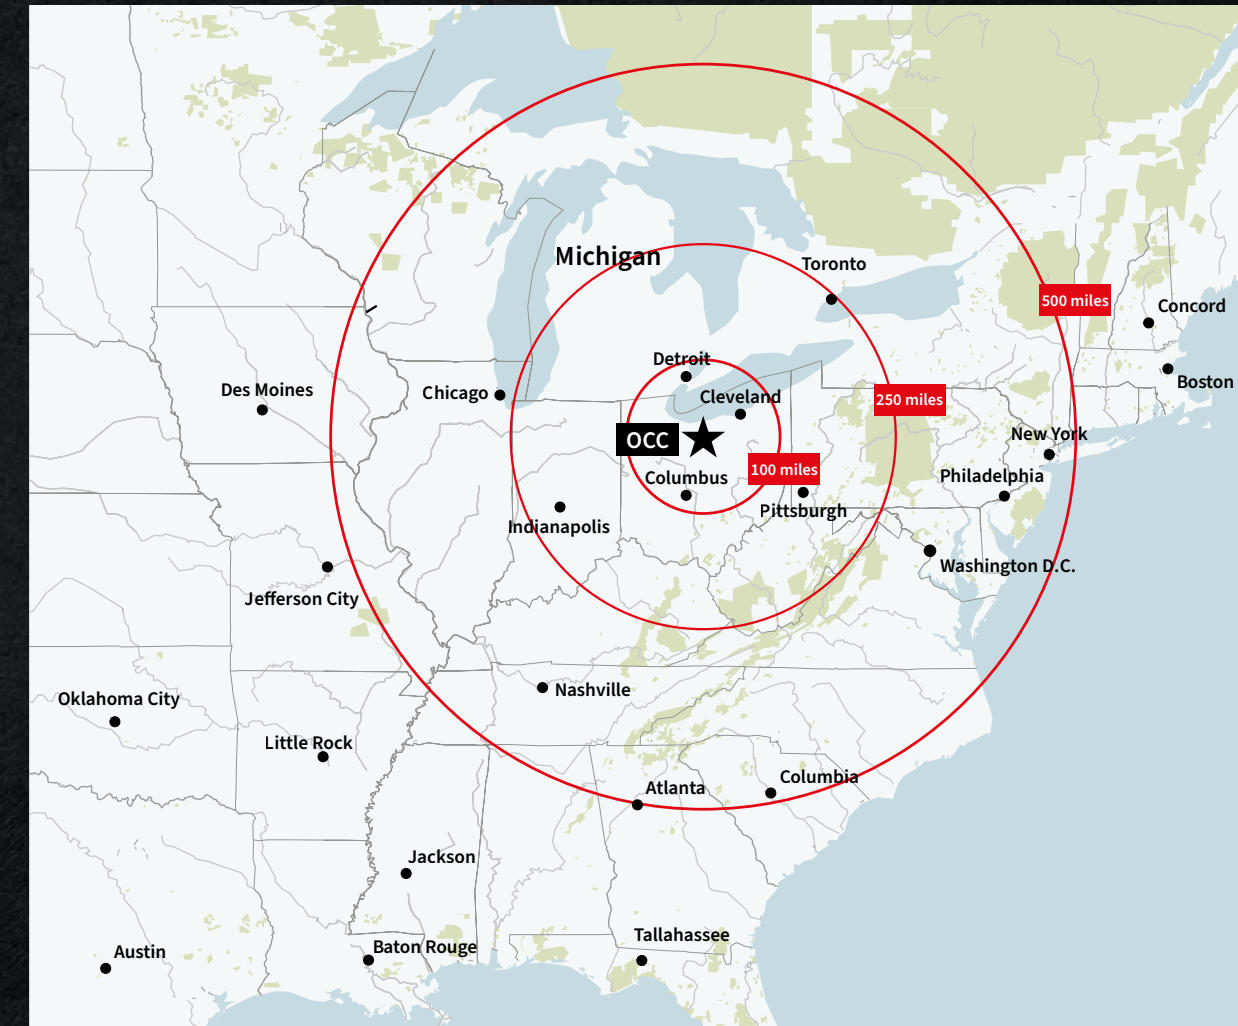 Michigan
Toronto
500 miles
Concord
Detroit
Boston
Des Moines
Chicago
Cleveland
250 miles
OCC
New York
100 miles
Columbus
Philadelphia
Pittsburgh
Indianapolis
Washington D.C.
Jefferson City
Nashville
Oklahoma City
Little Rock
Columbia
Atlanta
Jackson
Tallahassee
Baton Rouge
Austin